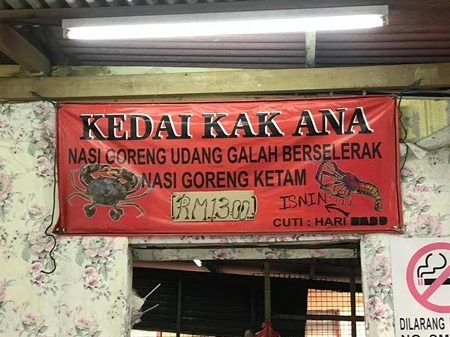 KEDAI KAK ANA
NASI GORENG UDANG GALAH BERSELERAK
NASI GORENG KETAM
RM13.00
ISNIN
CUTI : HARI
DILARANG